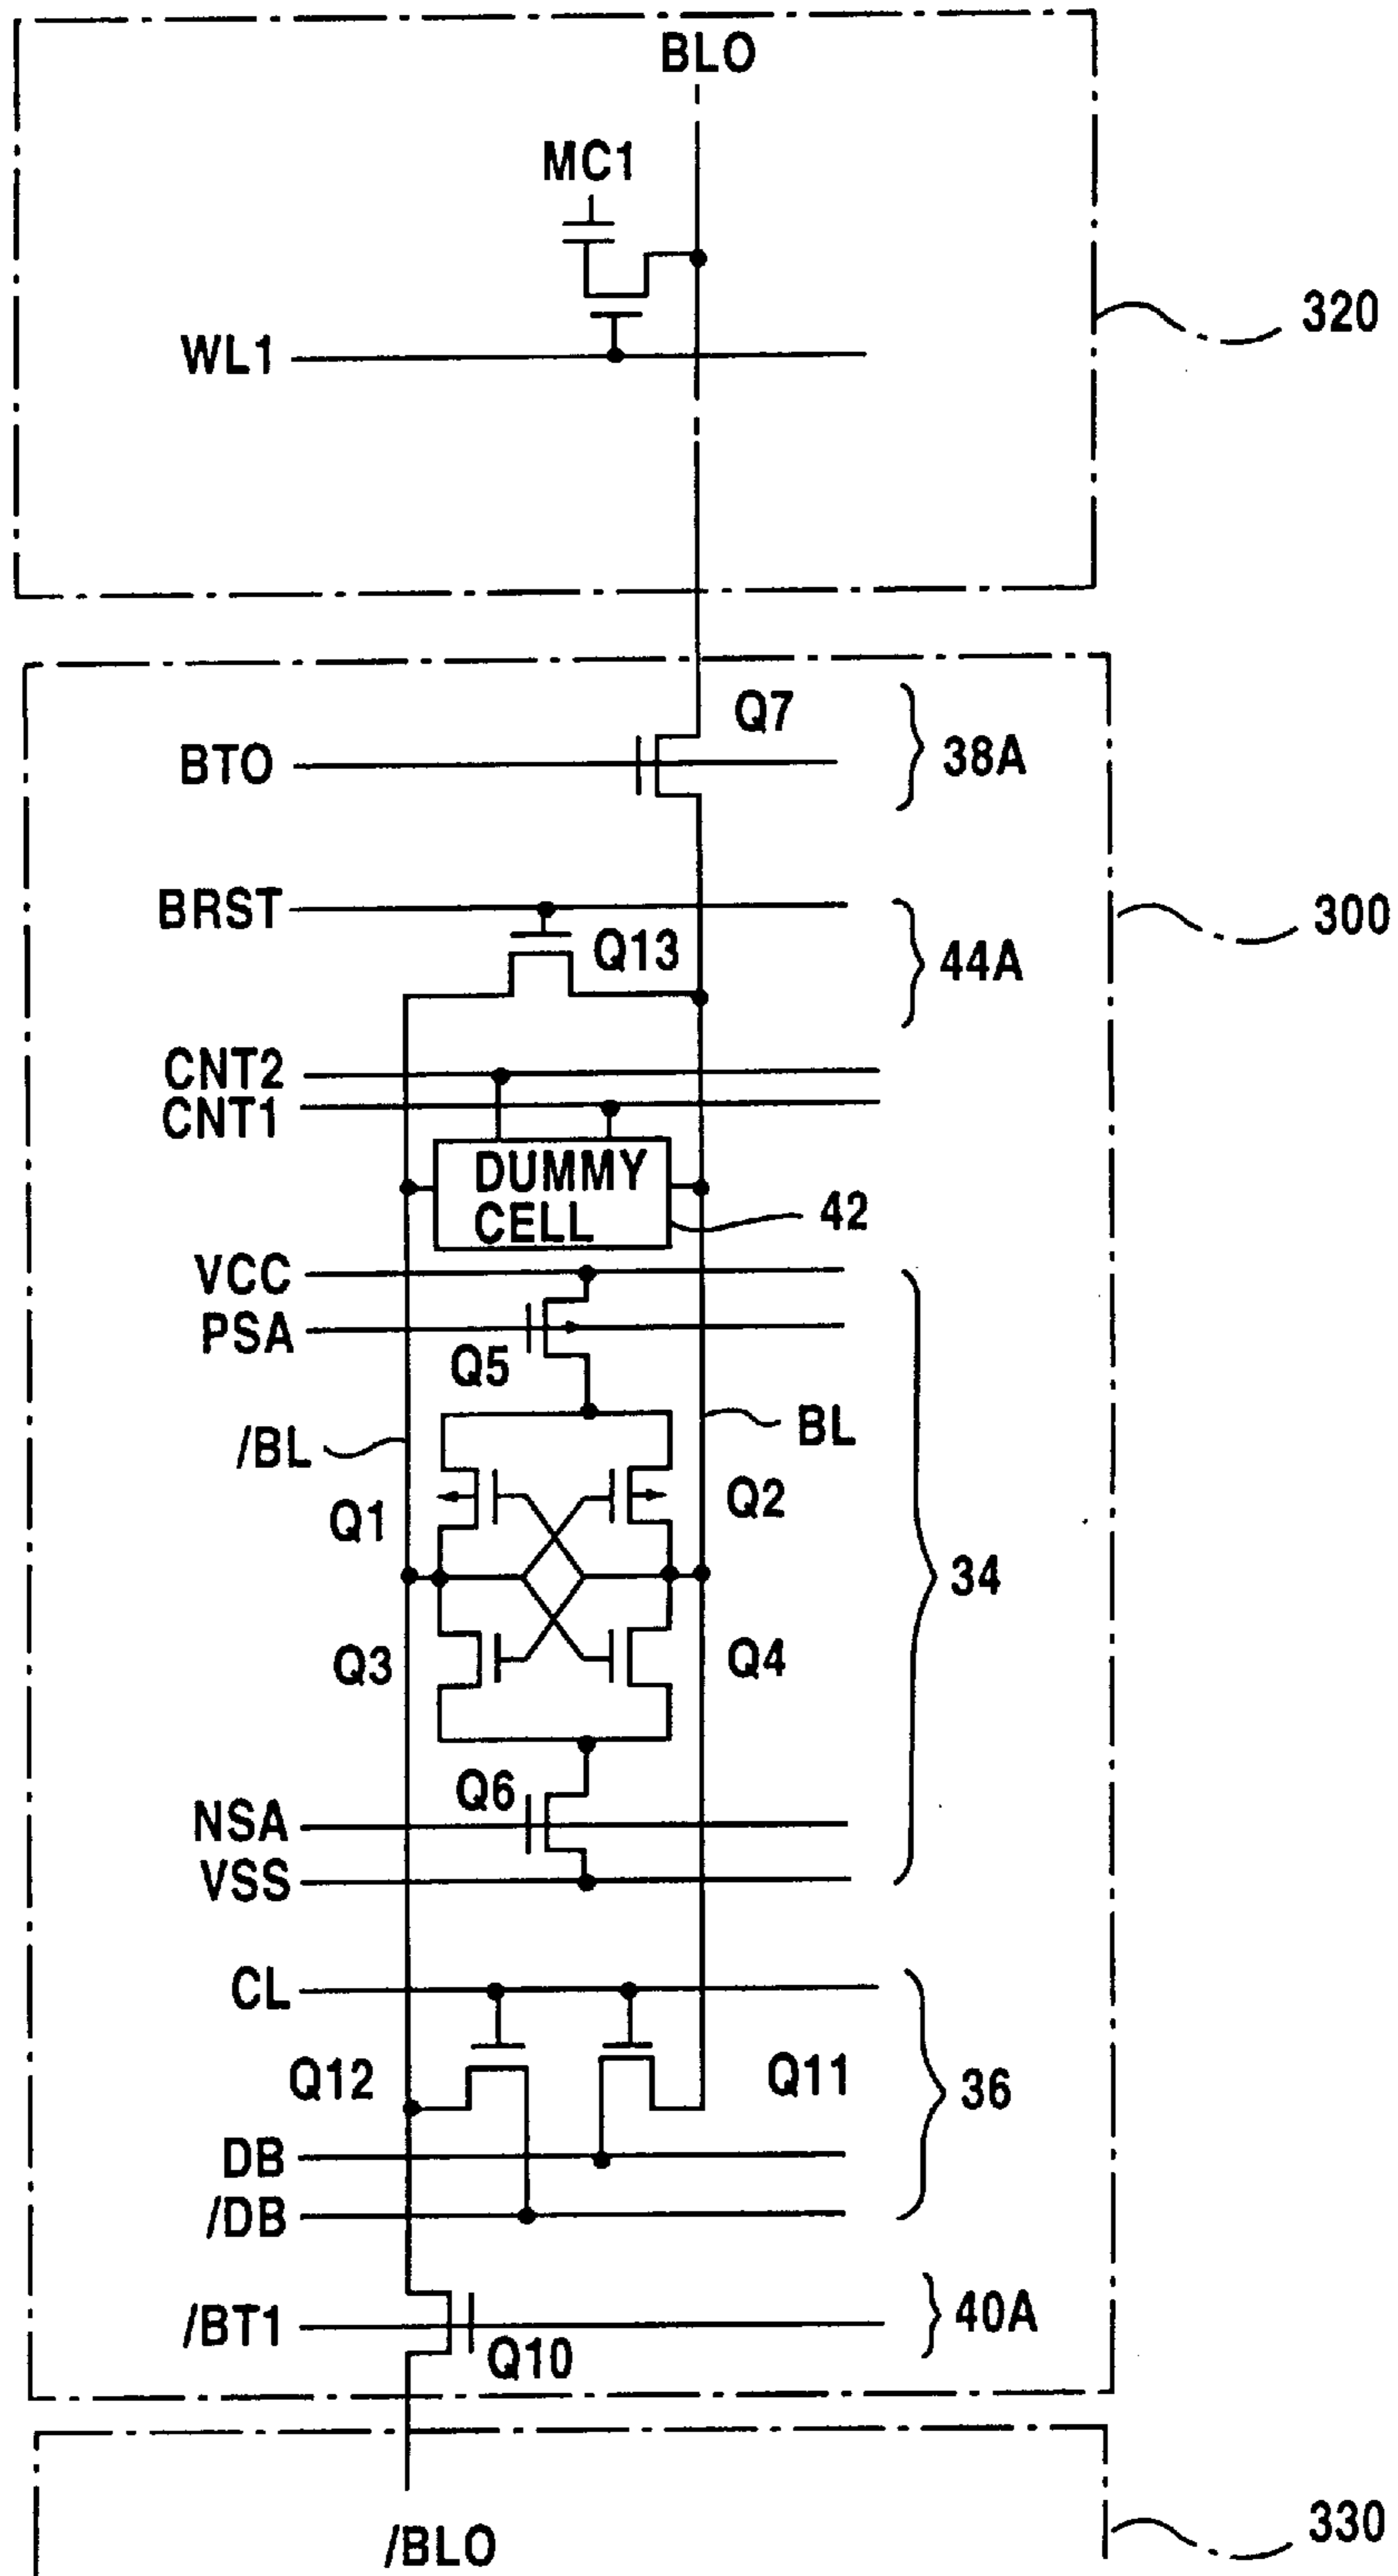 BLO
MC1
WL1
320
Q7
BTO
38A
BRST
Q13
44A
300
CNT2
CNT1
DUMMY
CELL
42
VCC
PSA
Q5
/BL
BL
Q1
Q2
34
Q3
Q4
Q6
NSA
VSS
CL
Q12
Q11
36
DB
/DB
/BT1
Q10
40A
/BLO
330